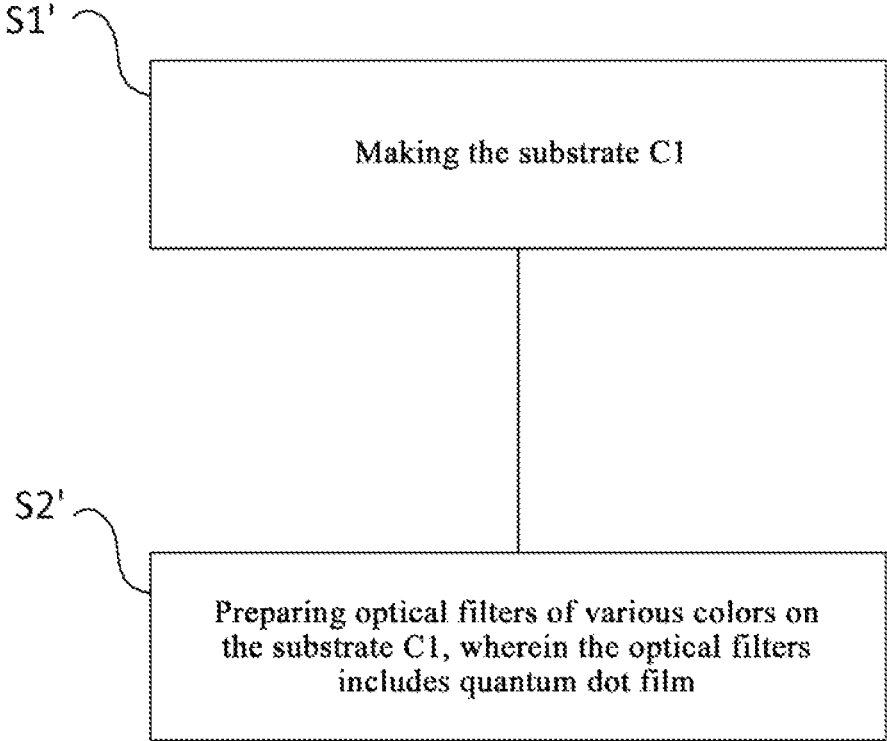 S1'
Making the substrate C1
S2'
Preparing optical filters of various colors on
the substrate C1, wherein the optical filters
includes quantum dot film